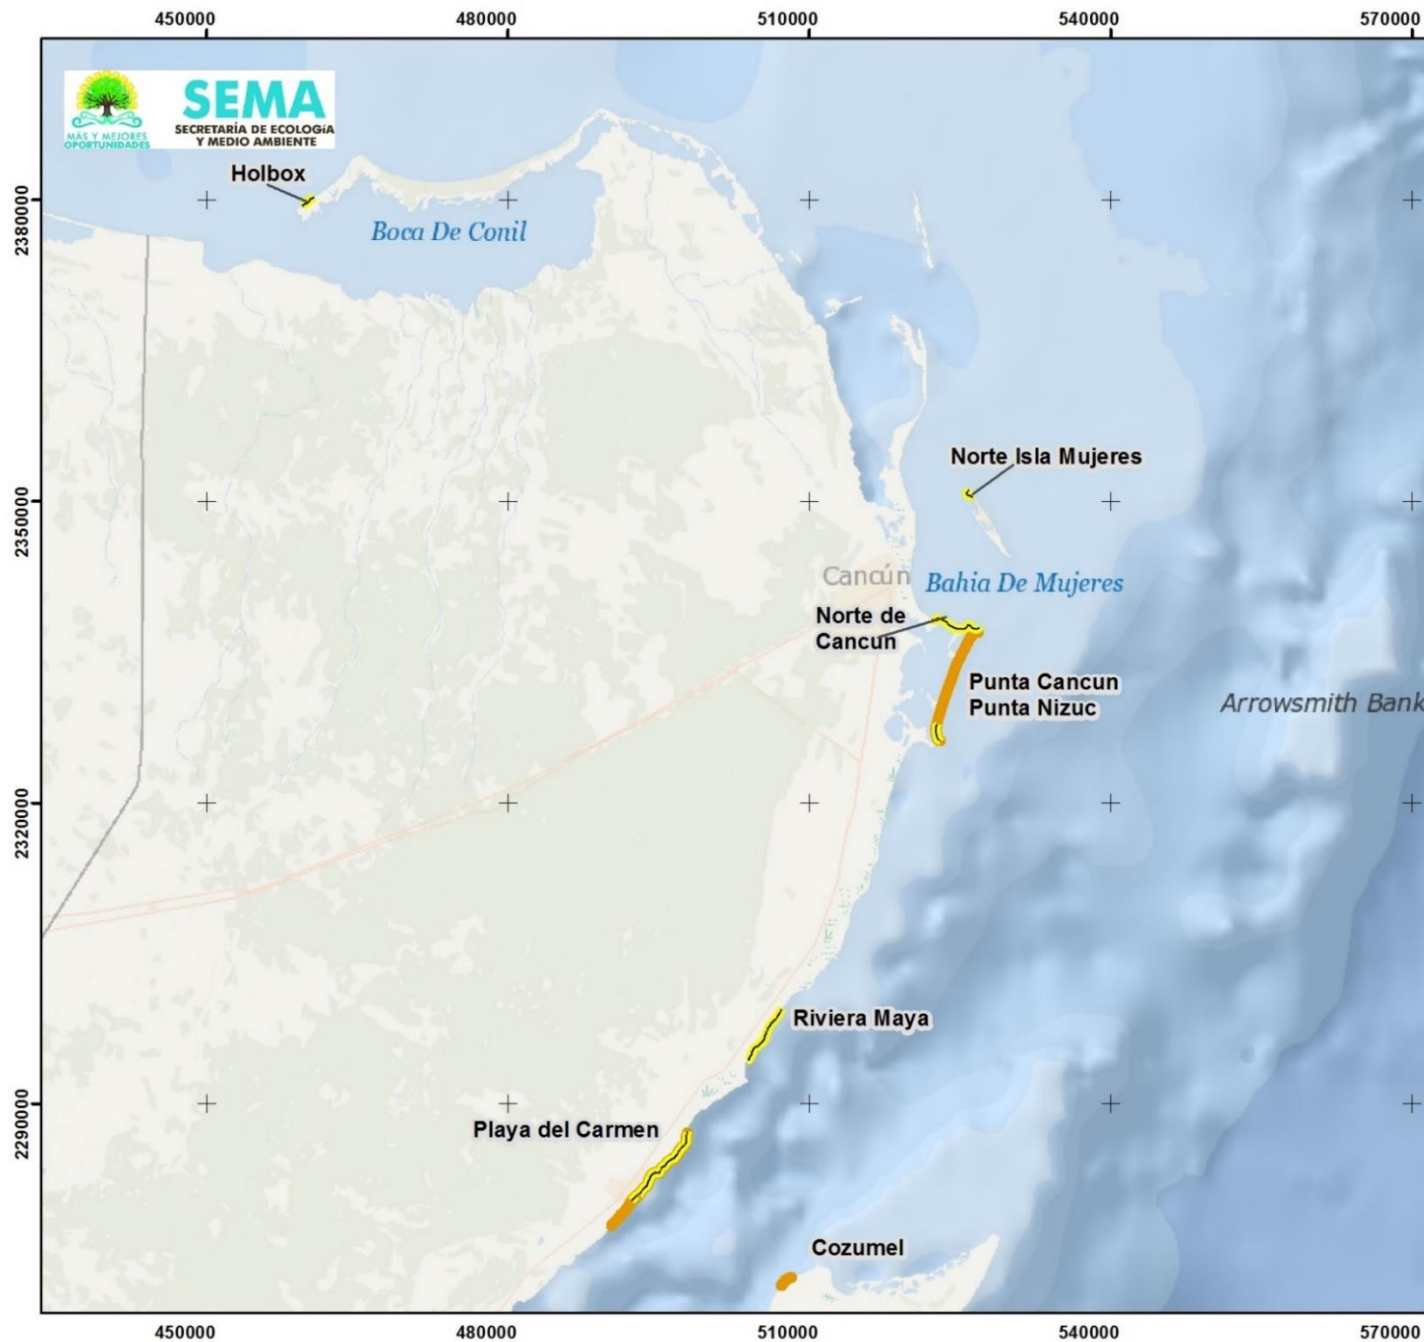 450000 480000 510000 540000 570000
MÁS Y MEJORES
OPORTUNIDADES
SEMA
SECRETARÍA DE ECOLOGíA
Y MEDIO AMBIENTE
Holbox
2380000
Boca De Conil
Norte Isla Mujeres
2350000
Cancún
Bahia De Mujeres
Norte de
Cancun
Punta Cancun
Punta Nizuc
Arrowsmith Bank
2320000
Riviera Maya
2290000
Playa del Carmen
Cozumel
450000 480000 510000 540000 570000